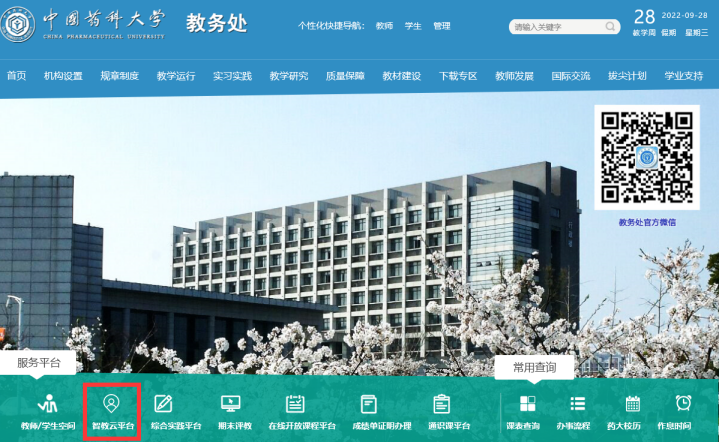 中国药科大学
CHINA PHARMACEUTICAL UNIVERSITY
教务处
个性化快捷导航: 教师 学生 管理
请输入关键字
28 2022-09-28
教学周 假期 星期三
首页 机构设置 规章制度 教学运行 实习实践 教学研究 质量保障 教材建设 下载专区 教师发展 国际交流 拔尖计划 学业支持
教务处官方微信
服务平台
常用查询
教师/学生空间 智教云平台 综合实践平台 期末评教 在线开放课程平台 成绩单证明办理 通识课平台 课表查询 办事流程 药大校历 作息时间